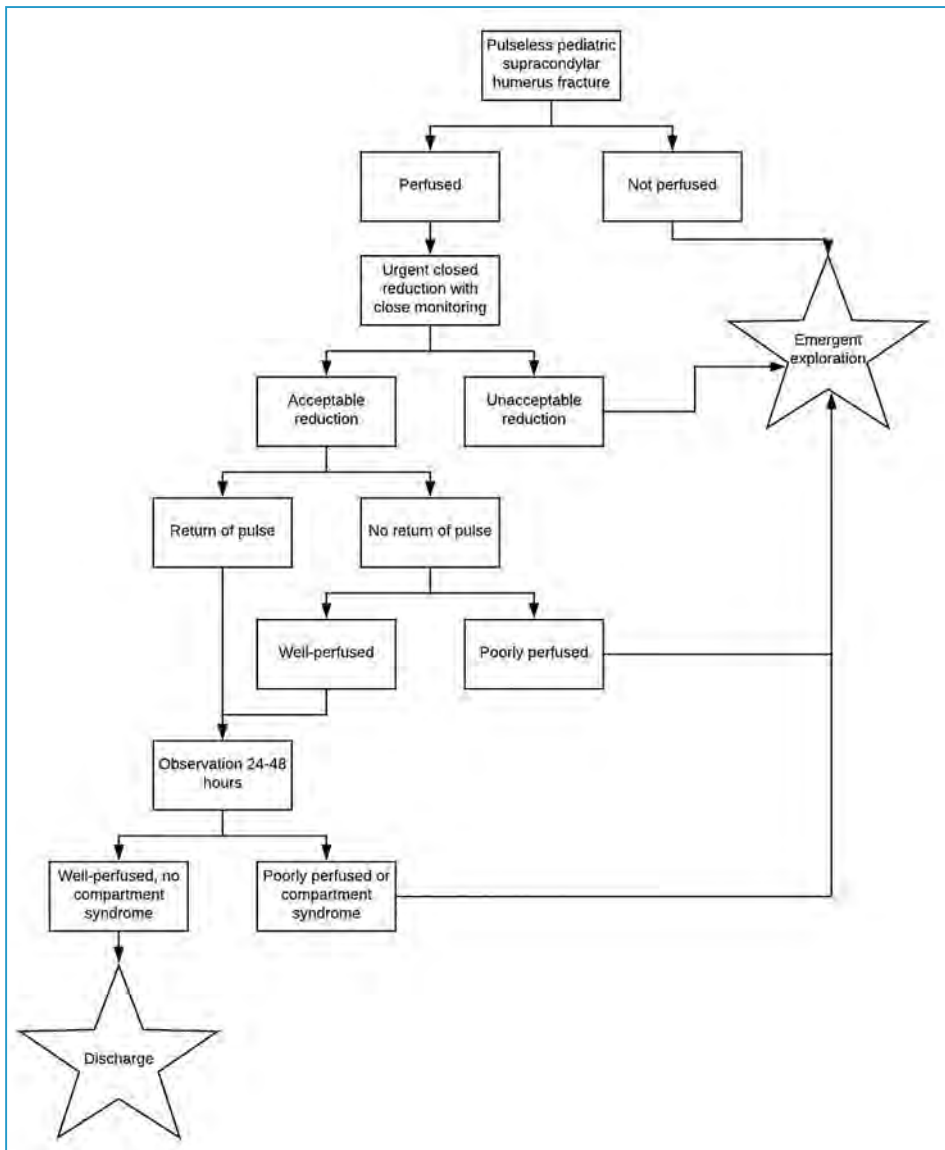 Pulseless pediatric
supracondylar
humerus fracture
Perfused
Not perfused
Urgent closed
reduction with
close monitoring
Emergent
exploration
Acceptable
reduction
Unacceptable
reduction
Return of pulse
No return of pulse
Well-perfused
Poorly perfused
Observation 24-48
hours
Well-perfused, no
compartment
syndrome
Poorly perfused or
compartment
syndrome
Discharge